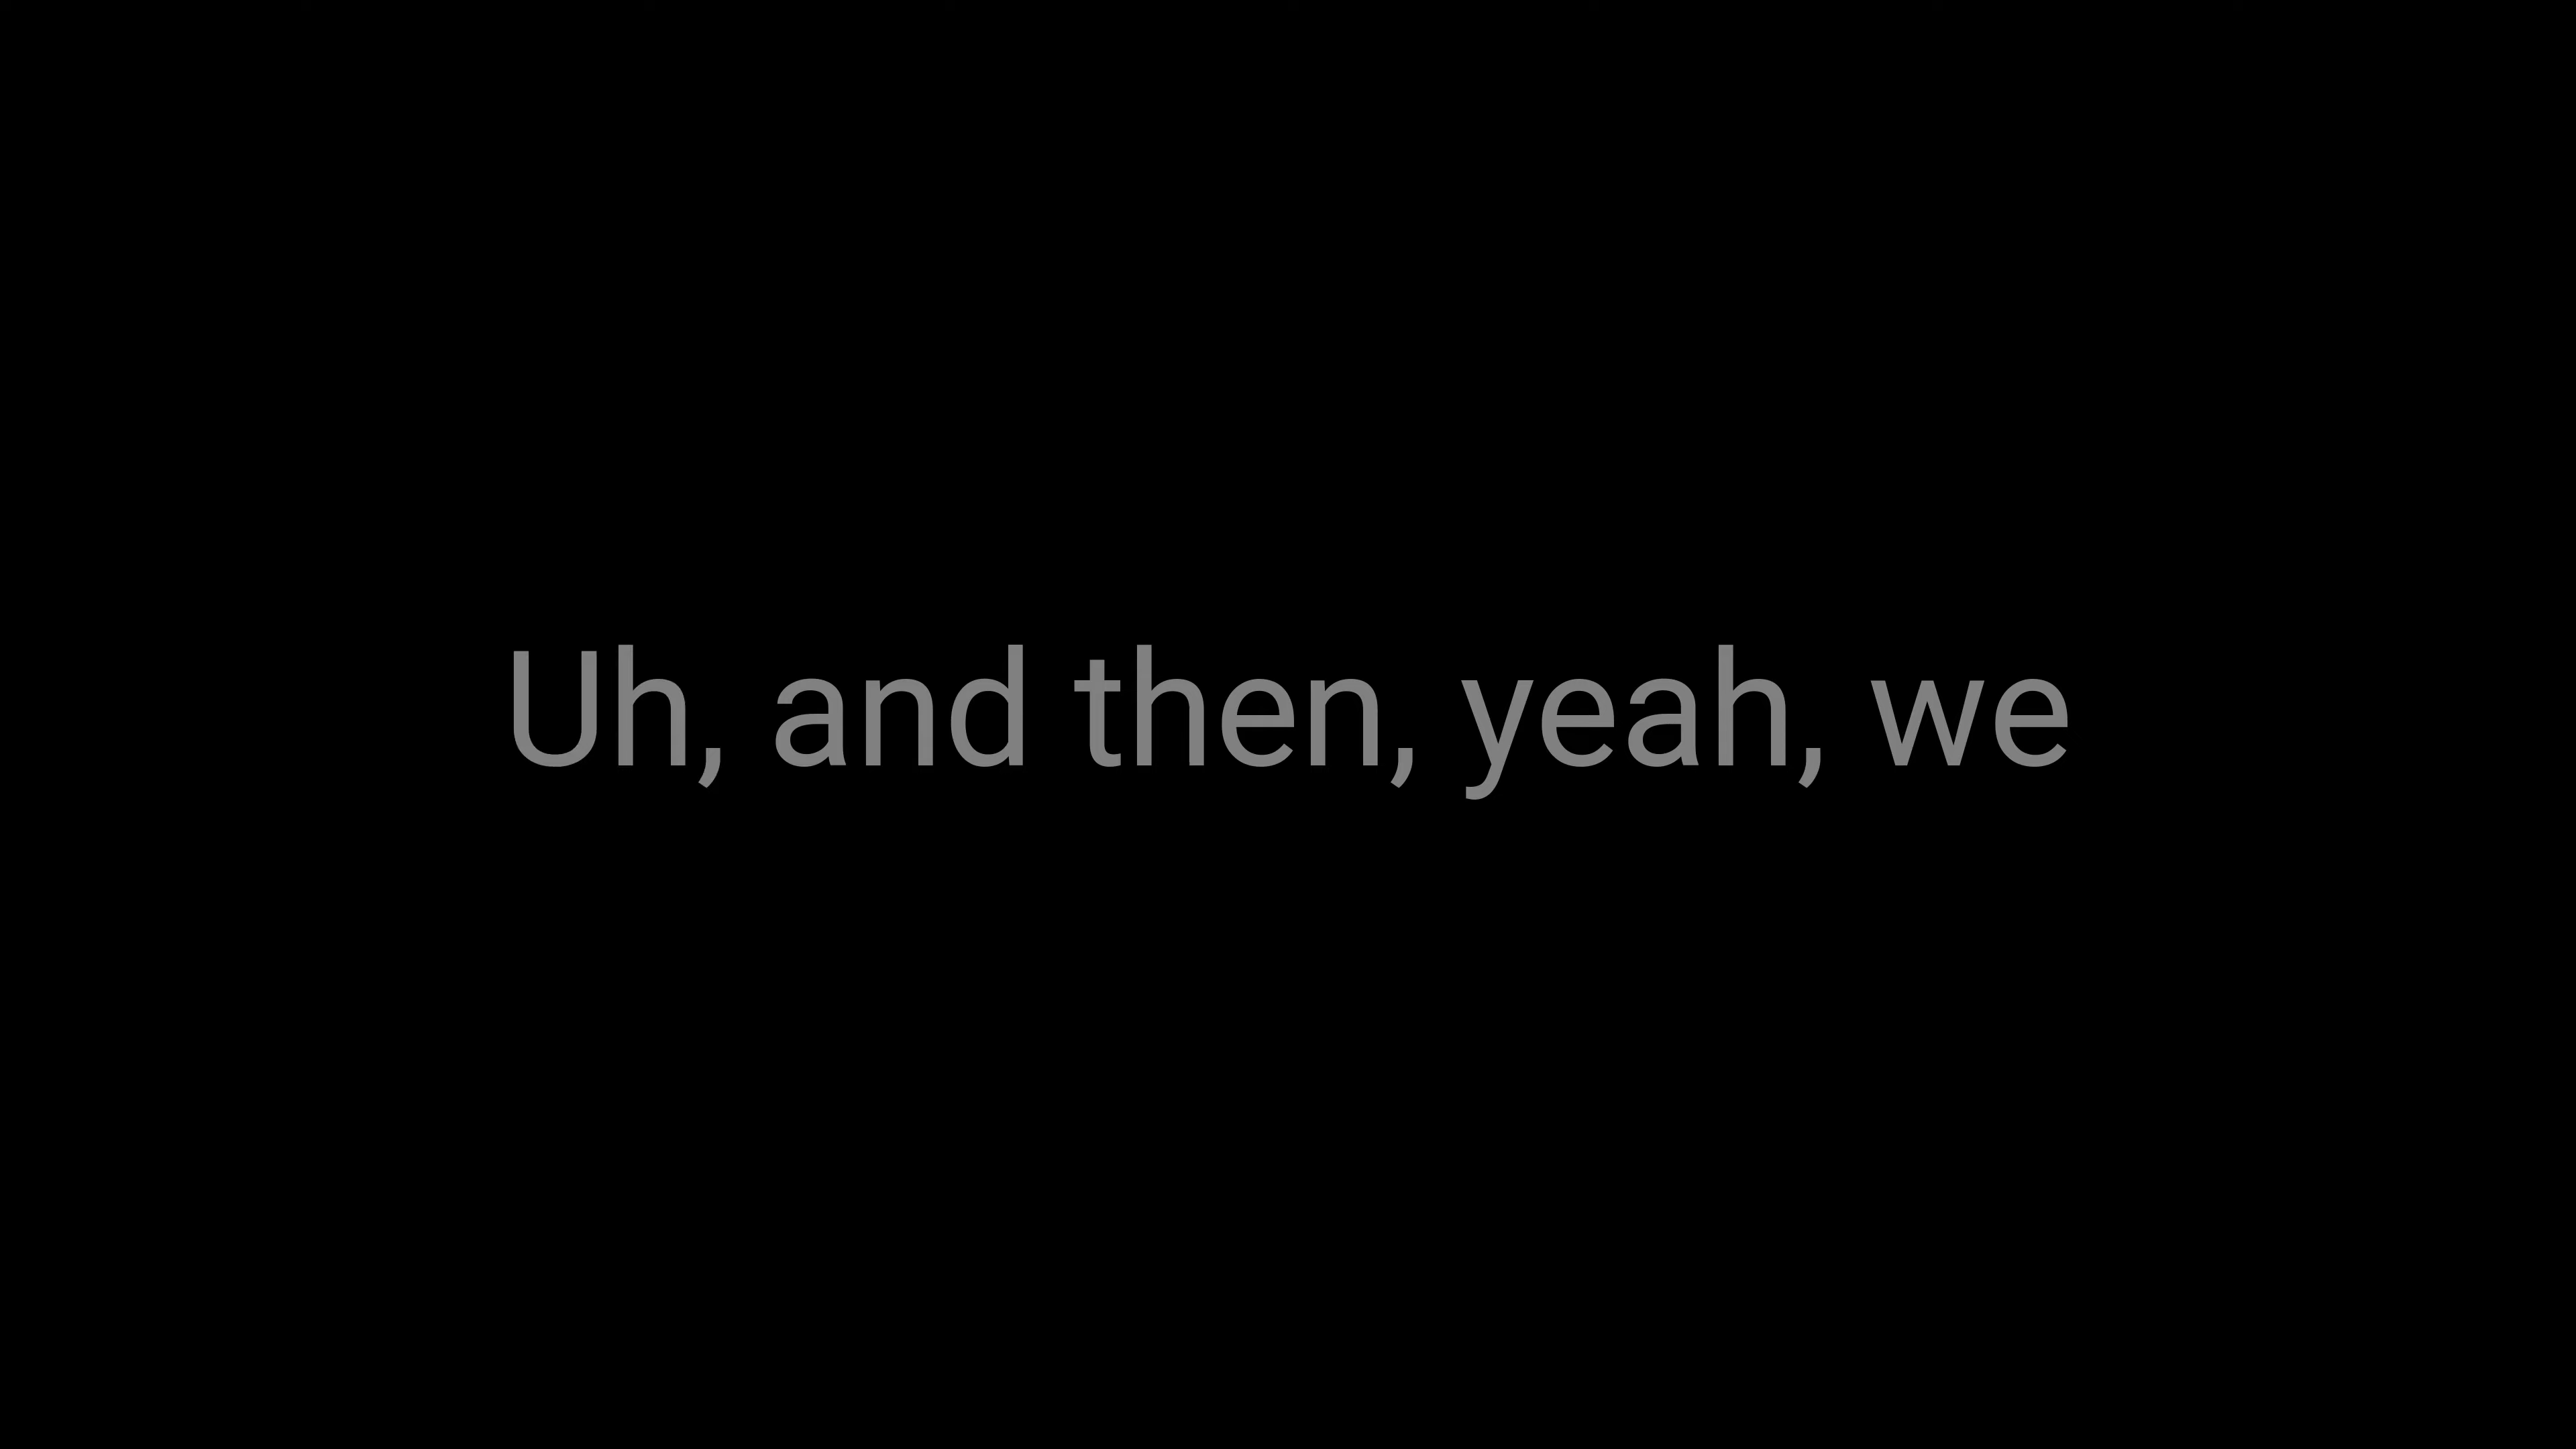 Uh, and then, yeah, we